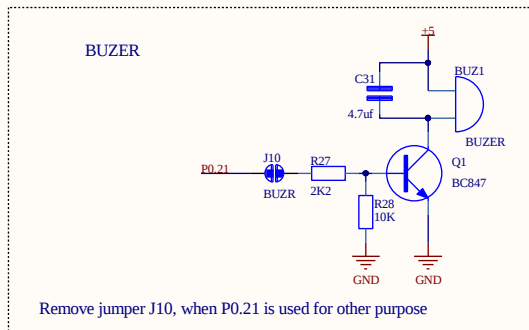 BUZER
+5
C31
BUZ1
4.7uf
BUZER
P0.21
J10
R27
Q1
BUZR
2K2
BC847
R28
10K
GND
GND
Remove jumper J10, when P0.21 is used for other purpose